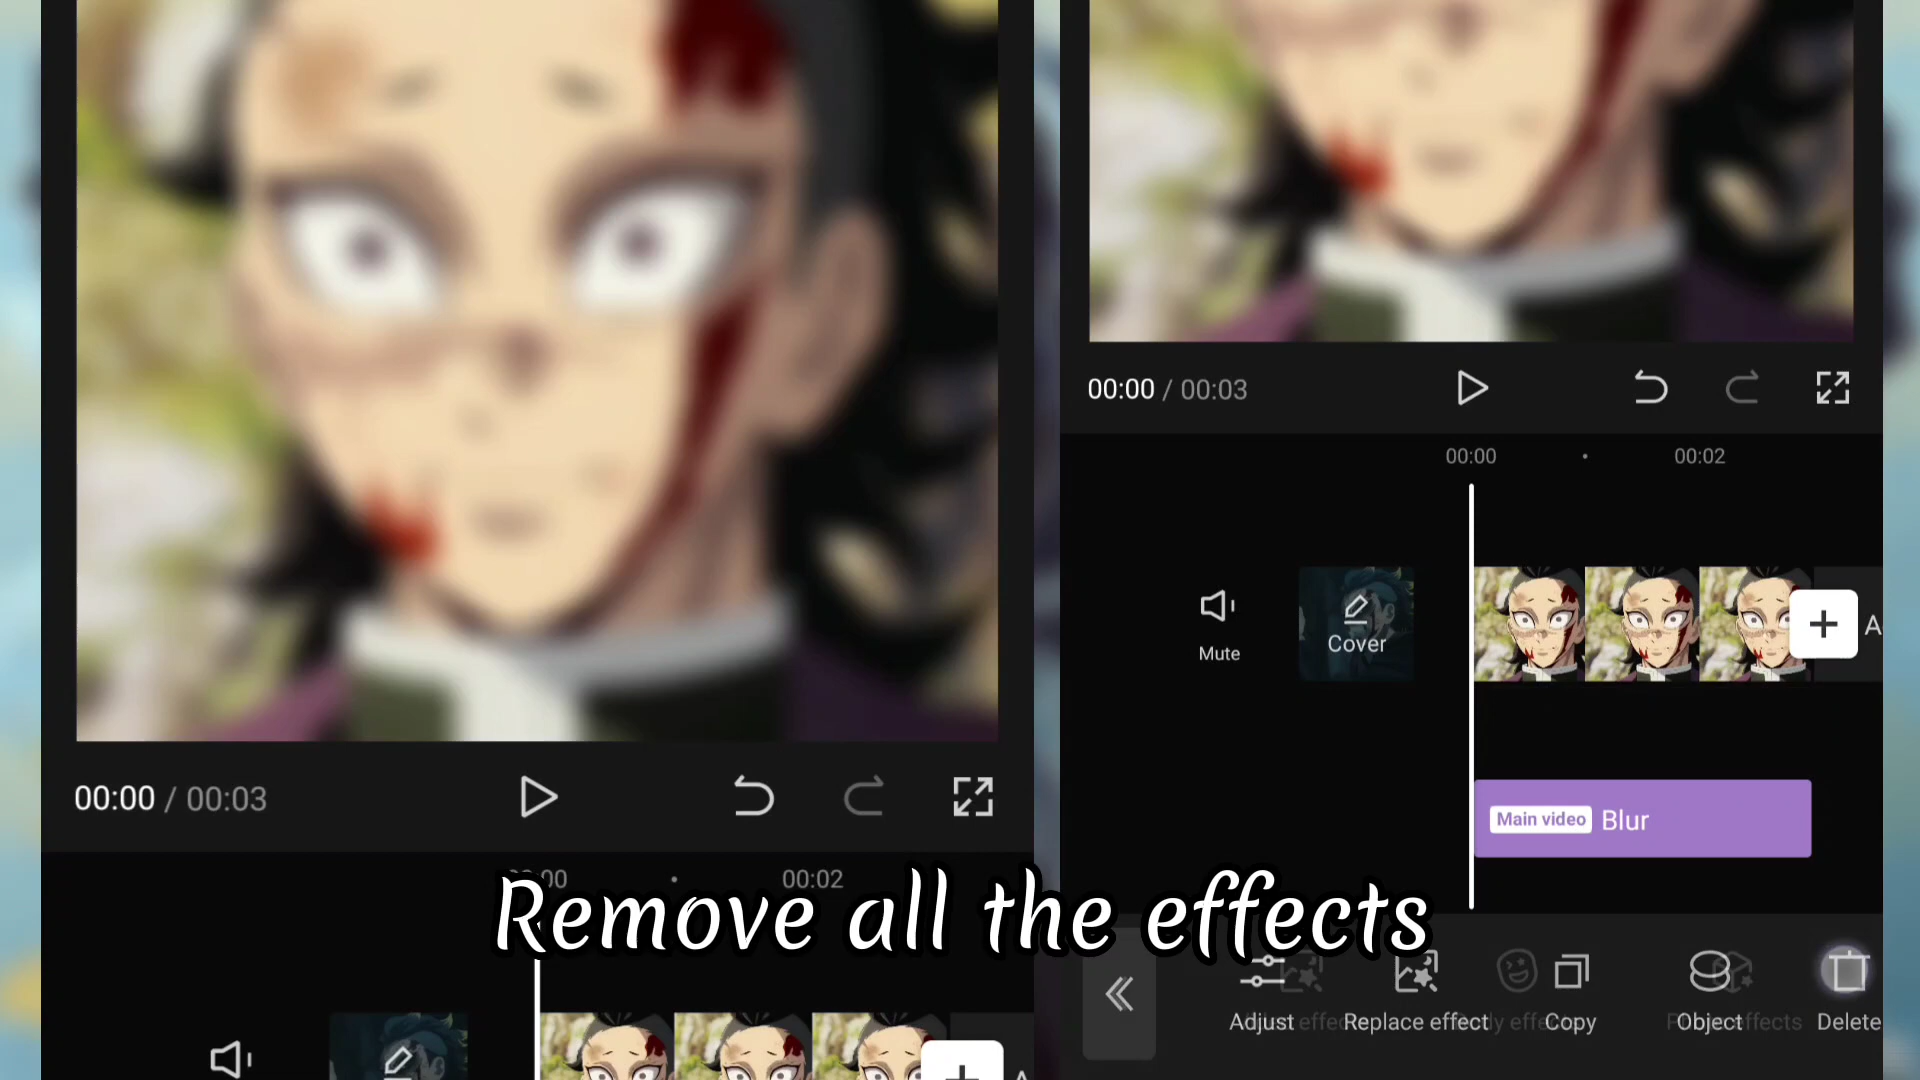 00:00 / 00:03
00:00 00:02
Mute
Cover
A
Main video Blur
00:00 / 00:03
00:02
Remove all the effects
Adjust Replace effect Copy Object Delete